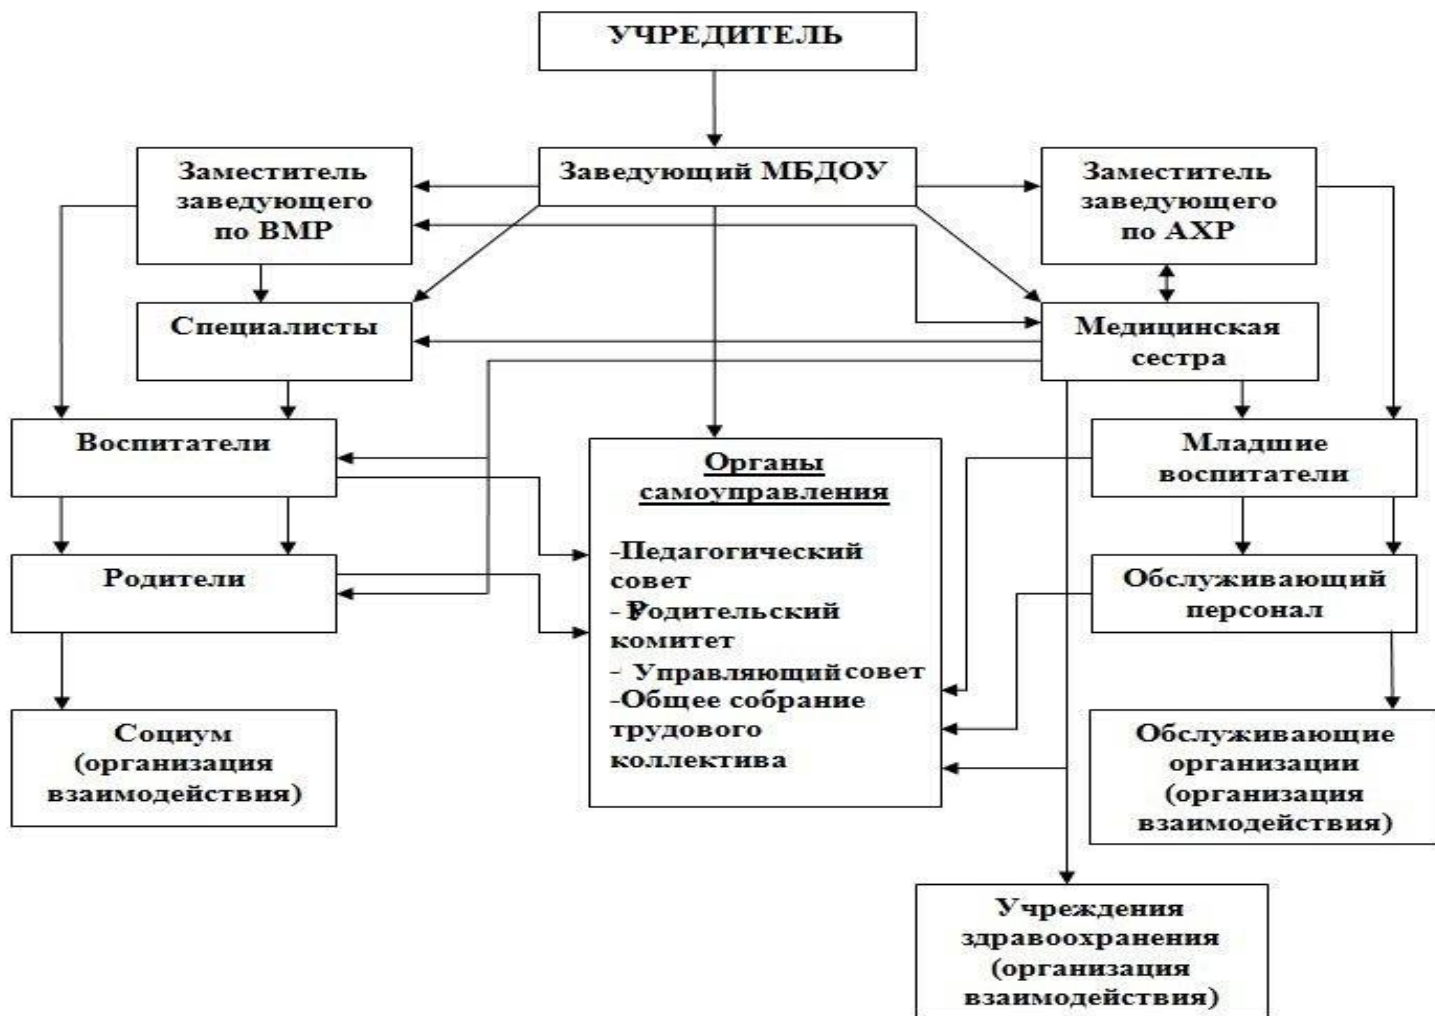 УЧРЕДИТЕЛЬ
Заместитель
заведующего
по ВМР
Заведующий МБДОУ
Заместитель
заведующего
по АХР
Специалисты
Медицинская
сестра
Воспитатели
Органы
самоуправления
-Педагогический
совет
- Родительский
комитет
- Управляющий совет
-Общее собрание
трудового
коллектива
Младшие
воспитатели
Родители
Обслуживающий
персонал
Социум
(организация
взаимодействия)
Обслуживающие
организации
(организация
взаимодействия)
Учреждения
здравоохранения
(организация
взаимодействия)